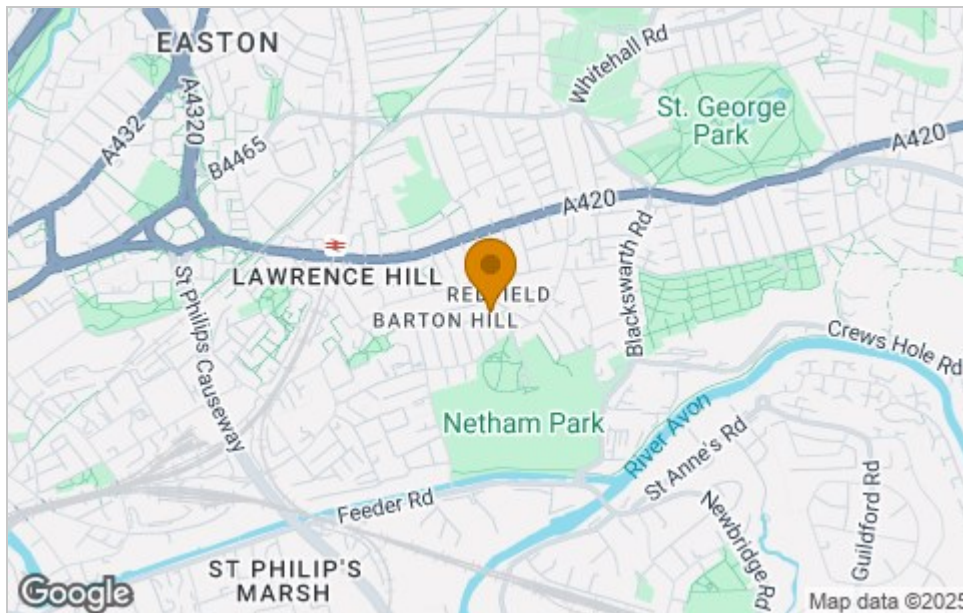 EASTON
Whitehall Rd
St. George
Park
A4320
A432
B4465
A420
A420
LAWRENCE HILL
REDFIELD
BARTON HILL
Blackswarth Rd
Crews Hole Rd
St Philips Causeway
Netham Park
River Avon
St Anne's Rd
Feeder Rd
Newbridge Rd
Guildford Rd
ST PHILIP'S
MARSH
Google
Map data ©2025